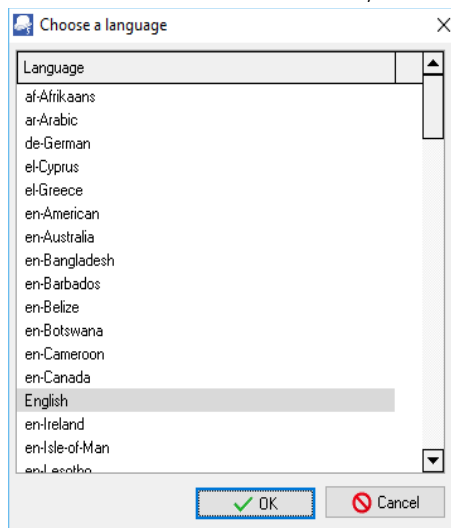 Choose a language
Language
af-Afrikaans
ar-Arabic
de-German
el-Cyprus
el-Greece
en-American
en-Australia
en-Bangladesh
en-Barbados
en-Belize
en-Botswana
en-Cameroon
en-Canada
English
en-Ireland
en-Isle-of-Man
en-Lesotho
OK
Cancel